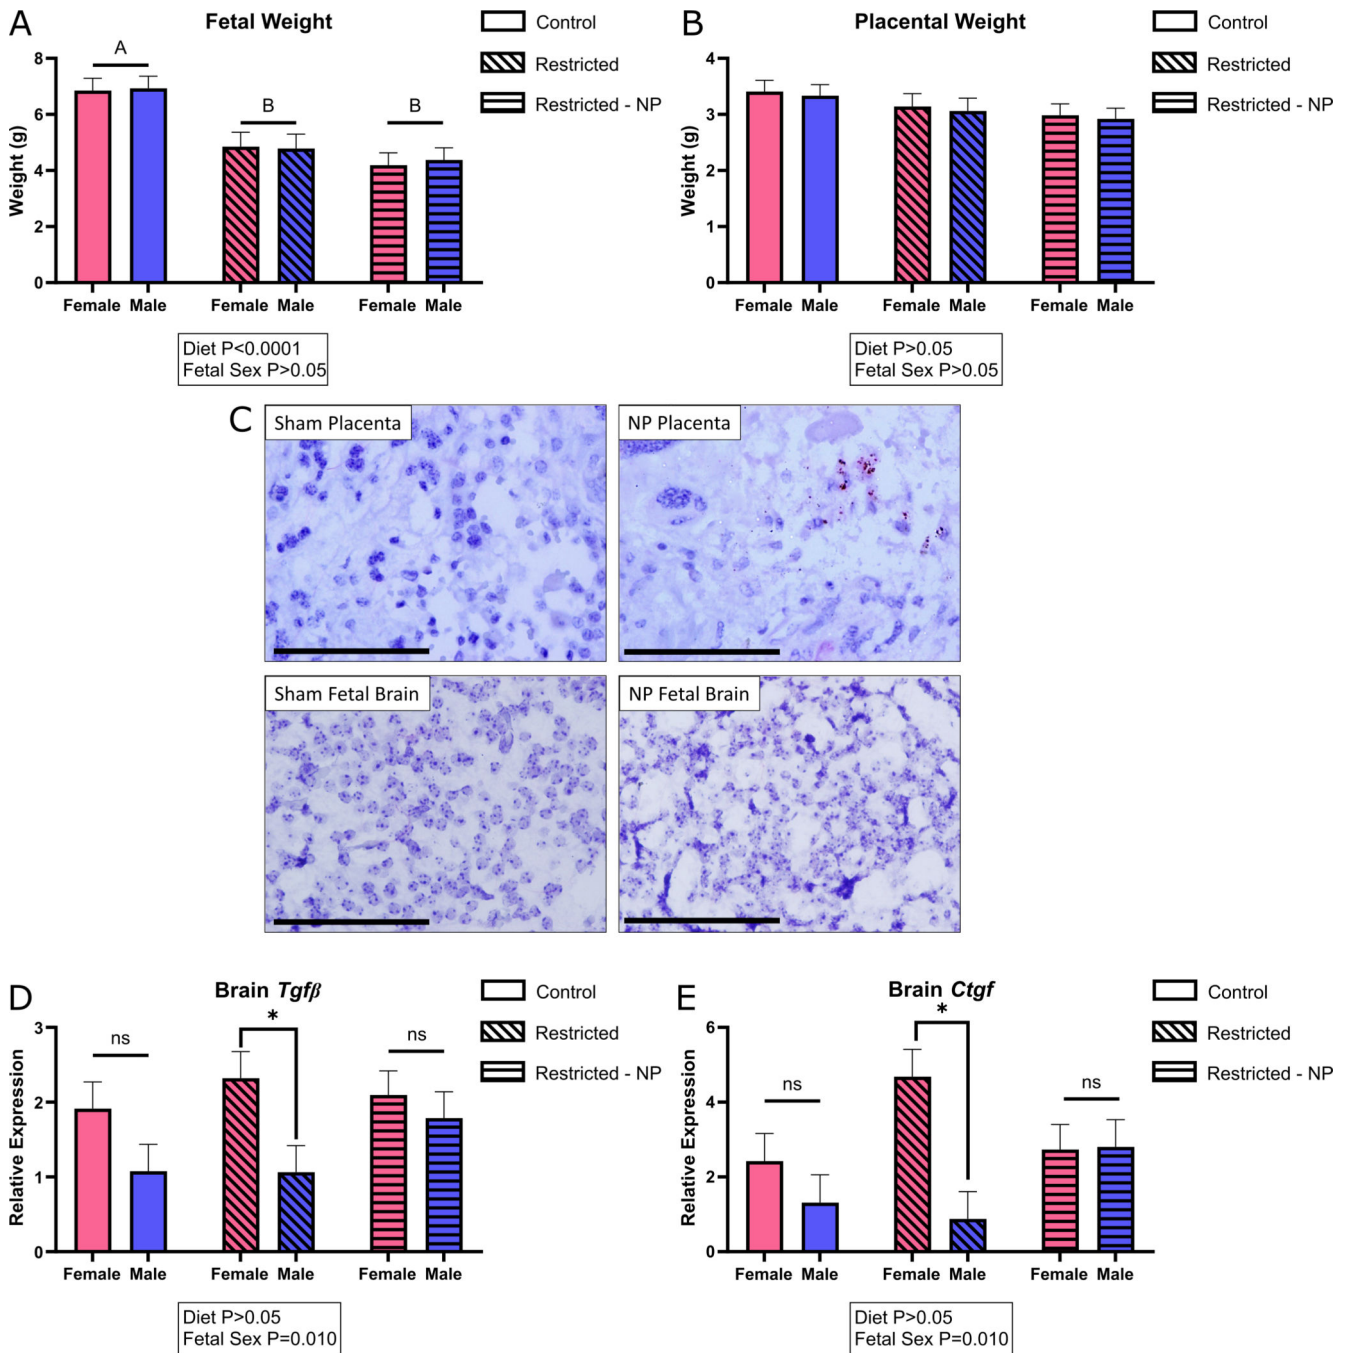 A
Fetal Weight
Control
Restricted
Restricted - NP
Weight (g)
8
6
4
2
0
A
B
B
Female Male Female Male Female Male
Diet P<0.0001
Fetal Sex P>0.05
B
Placental Weight
Control
Restricted
Restricted - NP
Weight (g)
4
3
2
1
0
Female Male Female Male Female Male
Diet P>0.05
Fetal Sex P>0.05
C
Sham Placenta
NP Placenta
Sham Fetal Brain
NP Fetal Brain
D
Brain Tgfβ
Control
Restricted
Restricted - NP
Relative Expression
3
2
1
0
ns
*
ns
Female Male Female Male Female Male
Diet P>0.05
Fetal Sex P=0.010
E
Brain Ctgf
Control
Restricted
Restricted - NP
Relative Expression
6
4
2
0
ns
*
ns
Female Male Female Male Female Male
Diet P>0.05
Fetal Sex P=0.010